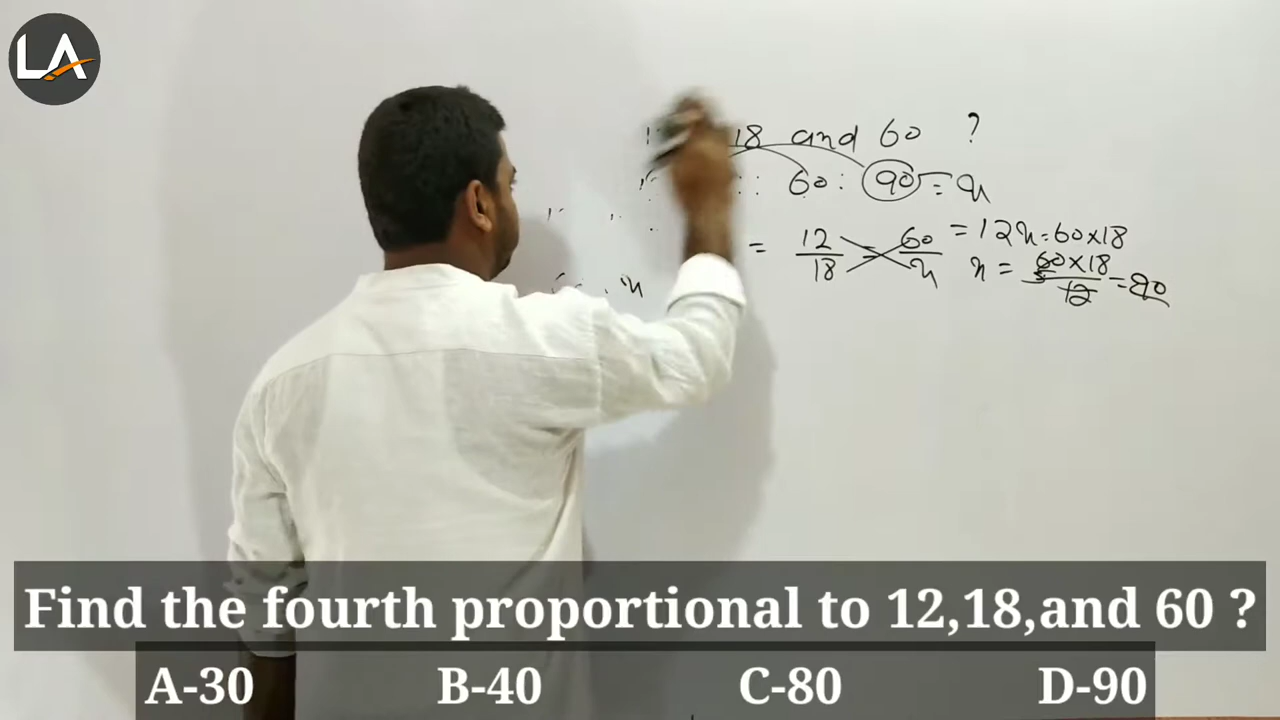 LA
18 and 60 ?
:: 60 : 90 = x
= 12/18 = 60/x = 12x = 60×18
x = 60×18/12 = 90
x
Find the fourth proportional to 12,18,and 60 ?
A-30 B-40 C-80 D-90